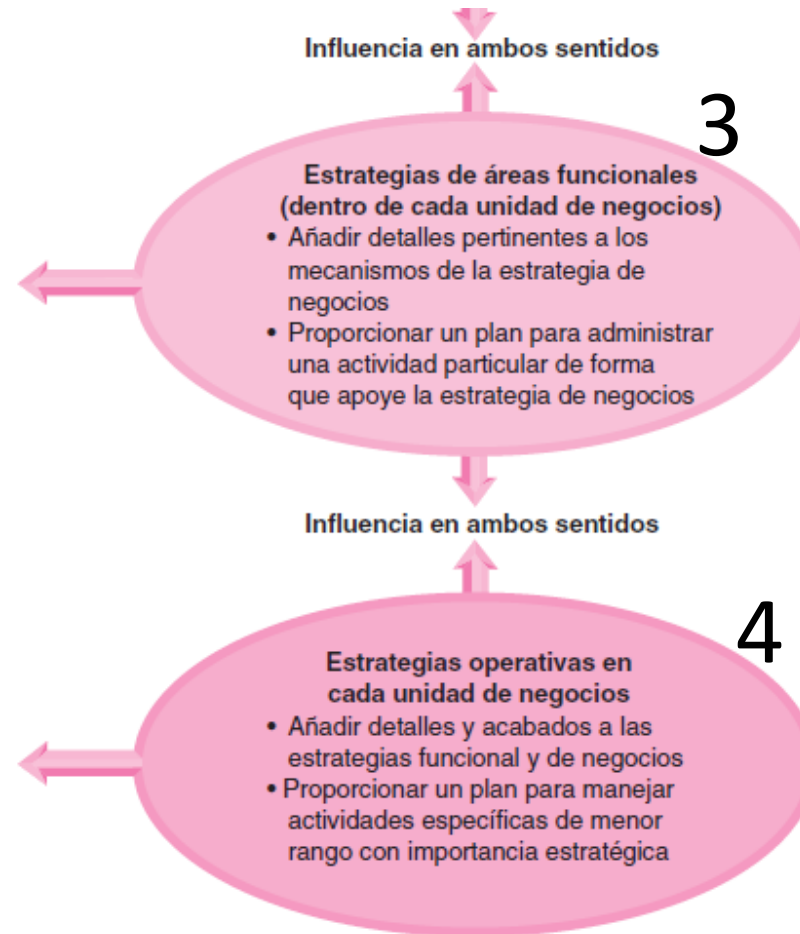 Influencia en ambos sentidos
3
Estrategias de áreas funcionales
(dentro de cada unidad de negocios)
• Añadir detalles pertinentes a los
mecanismos de la estrategia de
negocios
• Proporcionar un plan para administrar
una actividad particular de forma
que apoye la estrategia de negocios
Influencia en ambos sentidos
4
Estrategias operativas en
cada unidad de negocios
• Añadir detalles y acabados a las
estrategias funcional y de negocios
• Proporcionar un plan para manejar
actividades específicas de menor
rango con importancia estratégica